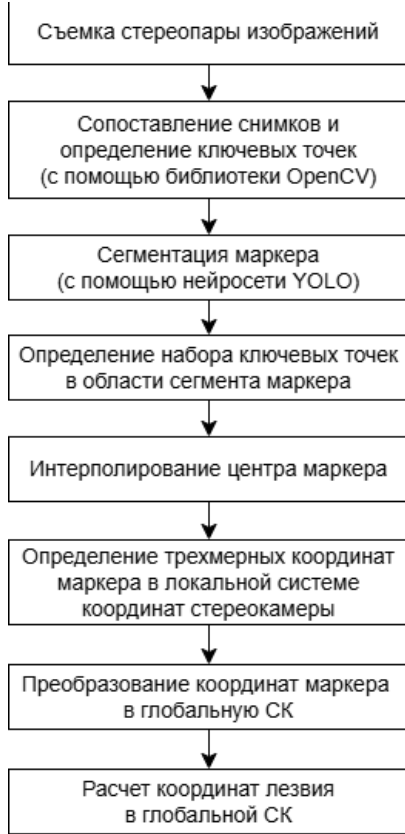 Съемка стереопары изображений
Сопоставление снимков и
определение ключевых точек
(с помощью библиотеки OpenCV)
Сегментация маркера
(с помощью нейросети YOLO)
Определение набора ключевых точек
в области сегмента маркера
Интерполирование центра маркера
Определение трехмерных координат
маркера в локальной системе
координат стереокамеры
Преобразование координат маркера
в глобальную СК
Расчет координат лезвия
в глобальной СК